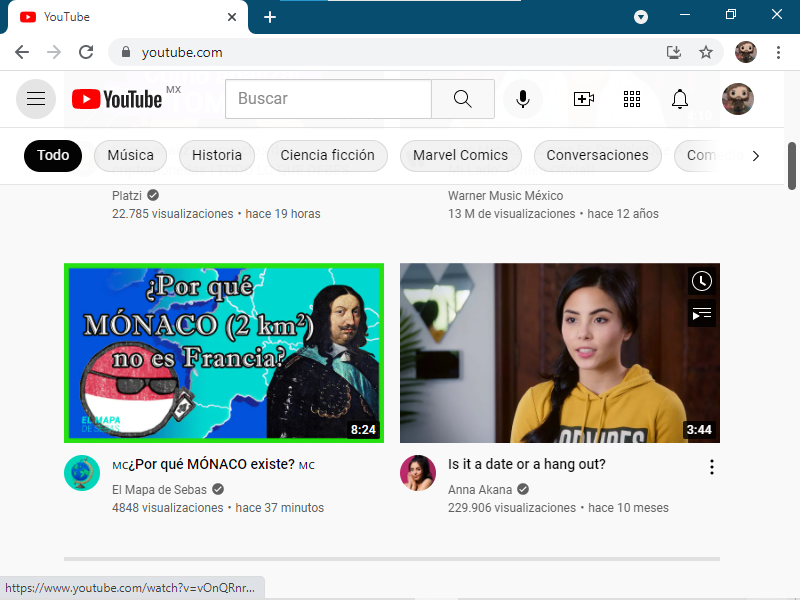 YouTube
youtube.com
YouTube MX
Buscar
Todo
Música
Historia
Ciencia ficción
Marvel Comics
Conversaciones
Platzi
22.785 visualizaciones • hace 19 horas
Warner Music México
13 M de visualizaciones • hace 12 años
¿Por qué
MÓNACO (2 km²)
no es Francia?
EL MAPA
DE SEBAS
8:24
3:44
MC¿Por qué MÓNACO existe? MC
El Mapa de Sebas
4848 visualizaciones • hace 37 minutos
Is it a date or a hang out?
Anna Akana
229.906 visualizaciones • hace 10 meses
https://www.youtube.com/watch?v=vOnQRnr...